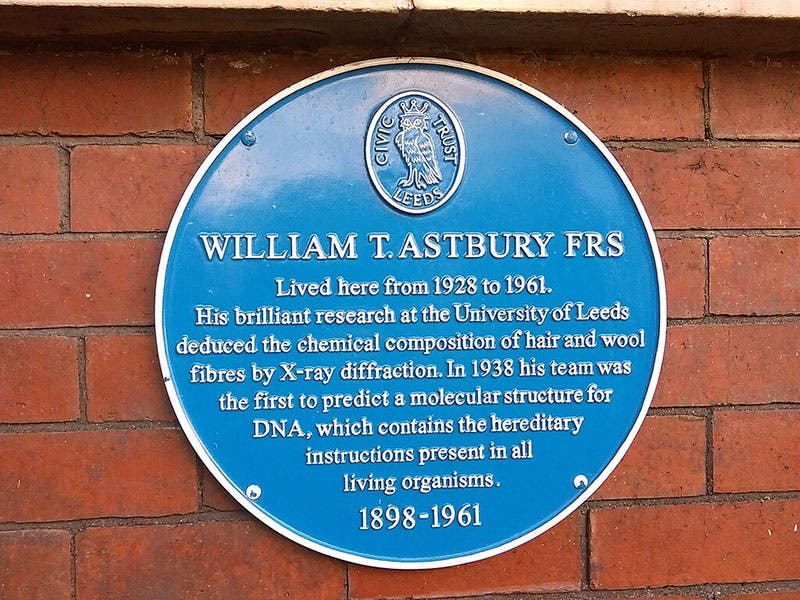 CIVIC TRUST
LEEDS
WILLIAM T. ASTBURY FRS
Lived here from 1928 to 1961.
His brilliant research at the University of Leeds
deduced the chemical composition of hair and wool
fibres by X-ray diffraction. In 1938 his team was
the first to predict a molecular structure for
DNA, which contains the hereditary
instructions present in all
living organisms.
1898-1961